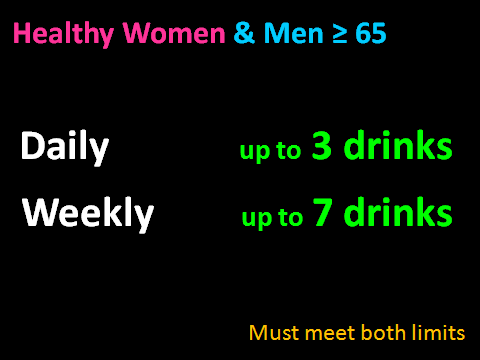 Healthy Women & Men ≥ 65
Daily up to 3 drinks
Weekly up to 7 drinks
Must meet both limits